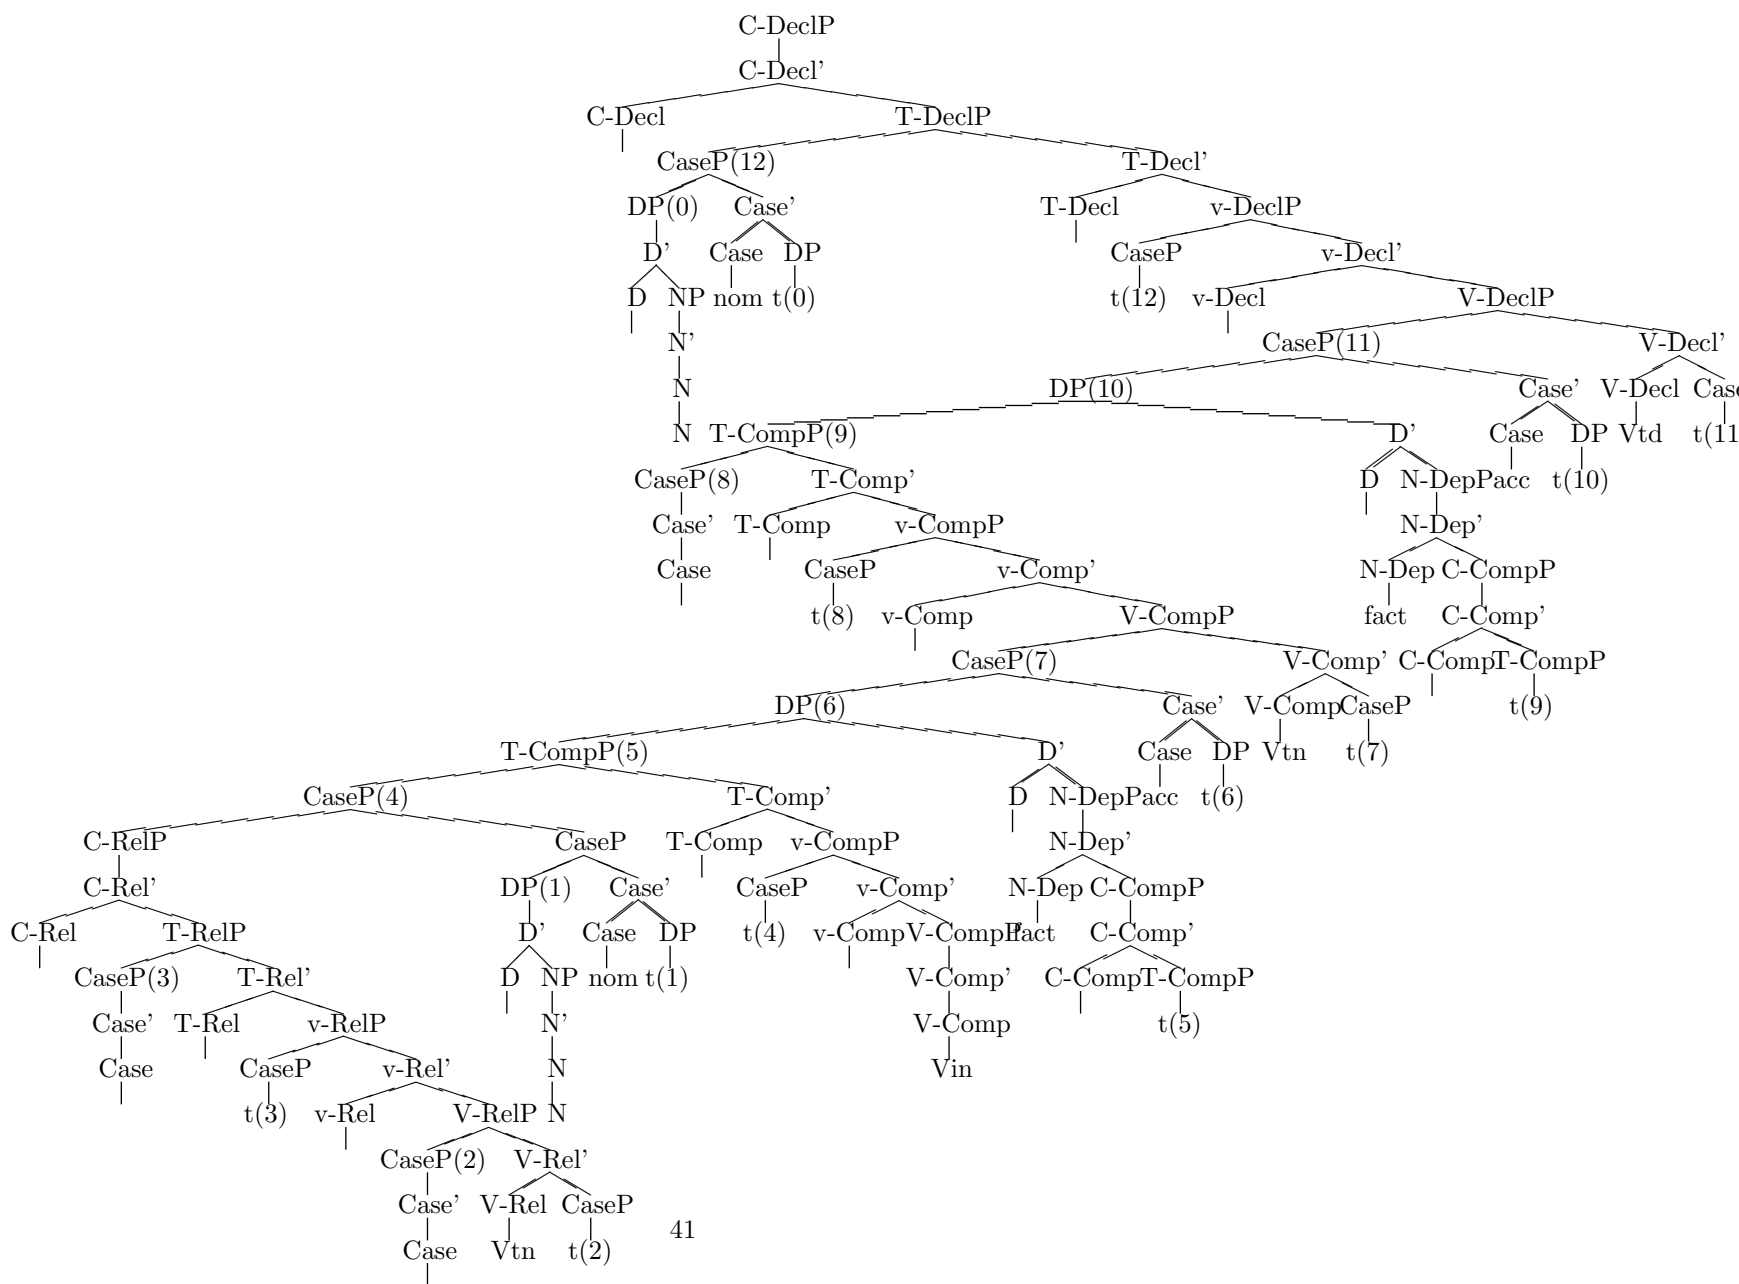 C-DeclP
C-Decl’
C-Decl T-DeclP
CaseP(12) T-Decl’
DP(0) Case’ T-Decl v-DeclP
D’ Case DP CaseP v-Decl’
D NP nom t(0) t(12) v-Decl V-DeclP
N’ CaseP(11) V-Decl’
N DP(10) Case’ V-Decl Case
N T-CompP(9) D’ Case DP Vtd t(11
CaseP(8) T-Comp’ D N-DepP acc t(10)
Case’ T-Comp v-CompP N-Dep’
Case CaseP v-Comp’ N-Dep C-CompP
t(8) v-Comp V-CompP fact C-Comp’
CaseP(7) V-Comp’ C-Comp T-CompP
DP(6) Case’ V-Comp CaseP t(9)
T-CompP(5) D’ Case DP Vtn t(7)
CaseP(4) T-Comp’ D N-DepP acc t(6)
C-RelP CaseP T-Comp v-CompP N-Dep’
C-Rel’ DP(1) Case’ CaseP v-Comp’ N-Dep C-CompP
C-Rel T-RelP D’ Case DP t(4) v-Comp V-CompP fact C-Comp’
CaseP(3) T-Rel’ D NP nom t(1) V-Comp’ C-Comp T-CompP
Case’ T-Rel v-RelP N’ V-Comp t(5)
Case CaseP v-Rel’ N Vin
t(3) v-Rel V-RelP N
CaseP(2) V-Rel’
Case’ V-Rel CaseP
41
Case Vtn t(2)